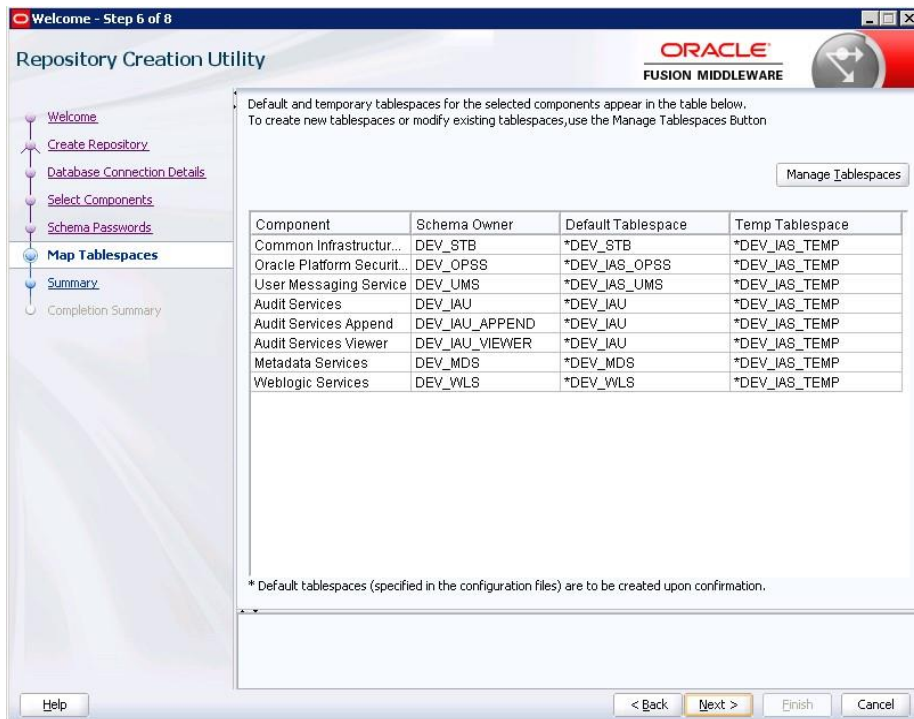 Welcome - Step 6 of 8
Repository Creation Utility
ORACLE
FUSION MIDDLEWARE
Welcome
Create Repository
Database Connection Details
Select Components
Schema Passwords
Map Tablespaces
Summary
Completion Summary
Default and temporary tablespaces for the selected components appear in the table below.
To create new tablespaces or modify existing tablespaces,use the Manage Tablespaces Button
Manage Tablespaces
Component Schema Owner Default Tablespace Temp Tablespace
Common Infrastructur... DEV_STB *DEV_STB *DEV_IAS_TEMP
Oracle Platform Securit... DEV_OPSS *DEV_IAS_OPSS *DEV_IAS_TEMP
User Messaging Service DEV_UMS *DEV_IAS_UMS *DEV_IAS_TEMP
Audit Services DEV_IAU *DEV_IAU *DEV_IAS_TEMP
Audit Services Append DEV_IAU_APPEND *DEV_IAU *DEV_IAS_TEMP
Audit Services Viewer DEV_IAU_VIEWER *DEV_IAU *DEV_IAS_TEMP
Metadata Services DEV_MDS *DEV_MDS *DEV_IAS_TEMP
Weblogic Services DEV_WLS *DEV_WLS *DEV_IAS_TEMP
* Default tablespaces (specified in the configuration files) are to be created upon confirmation.
Help
< Back Next > Finish Cancel